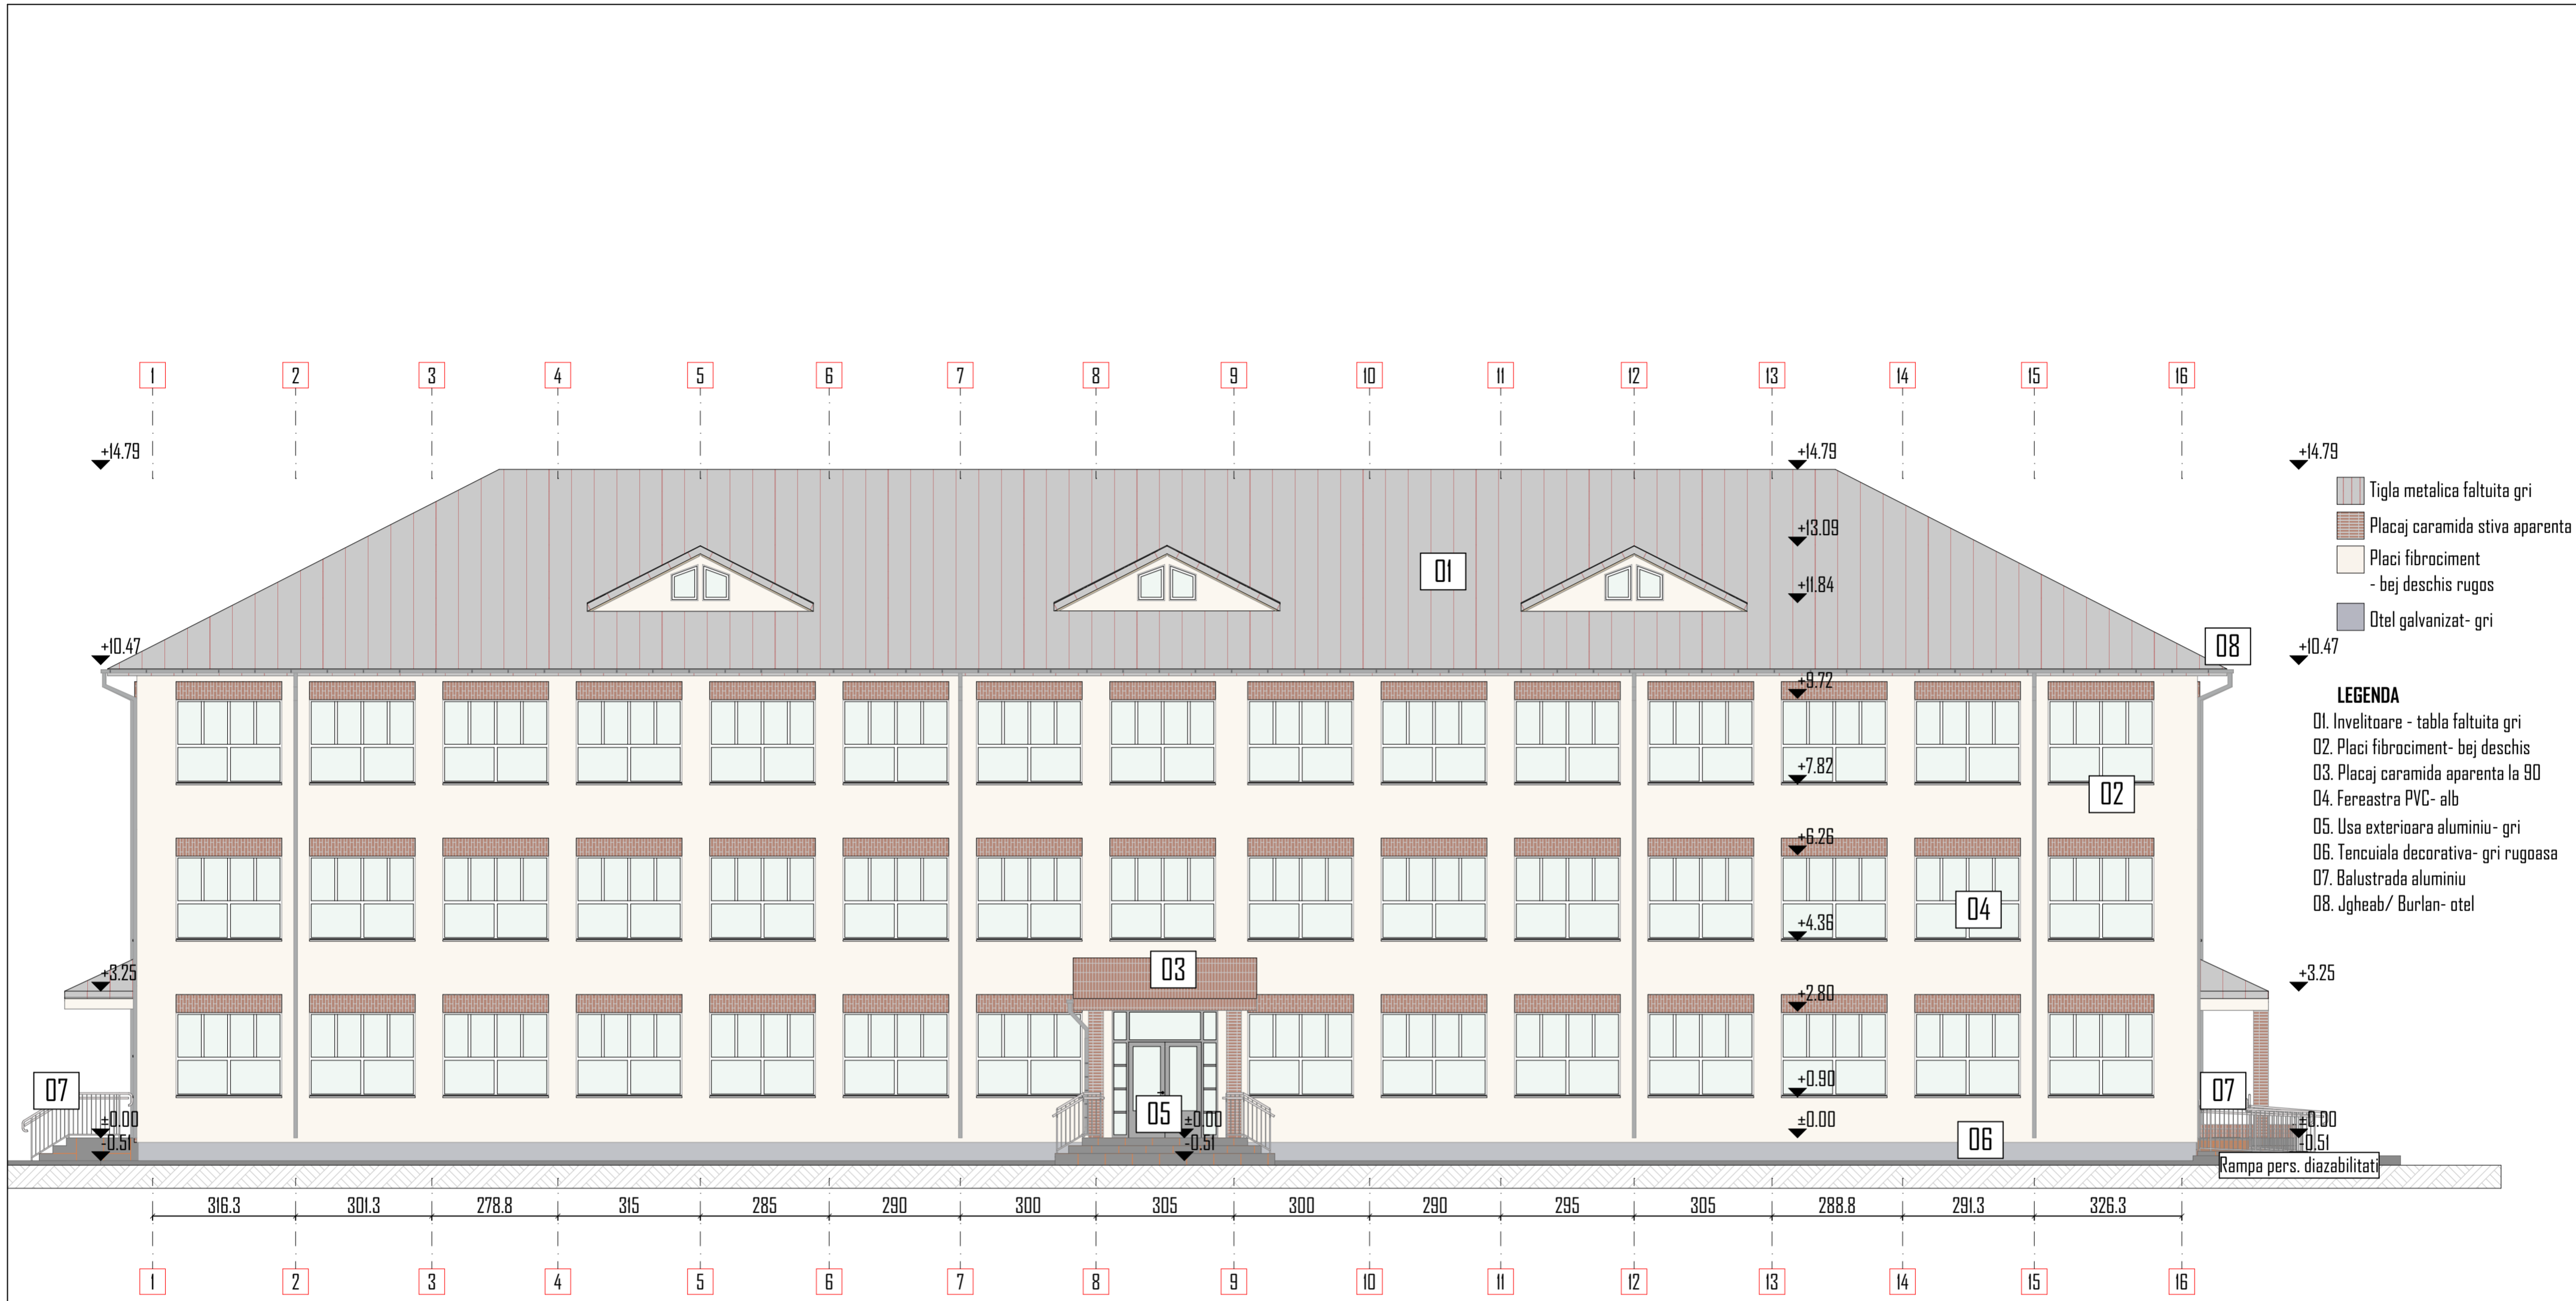 1 2 3 4 5 6 7 8 9 10 11 12 13 14 15 16
+14.79 +14.79 +14.79
Tigla metalica faltuita gri
Placaj caramida stiva aparenta
+13.09
Placi fibrociment
- bej deschis rugos
01
+11.84
Otel galvanizat- gri
+10.47 08 +10.47
+9.72
LEGENDA
01. Invelitoare - tabla faltuita gri
02. Placi fibrociment- bej deschis
03. Placaj caramida aparenta la 90
04. Fereastra PVC- alb
05. Usa exterioara aluminiu- gri
06. Tencuiala decorativa- gri rugoasa
07. Balustrada aluminiu
08. Jgheab/ Burlan- otel
+7.82
02
+6.26
04
+4.36
+3.25 03 +3.25
+2.80
+0.90
07 05 07
±0.00 ±0.00 ±0.00 ±0.00
-0.51 -0.51 06 -0.51
Rampa pers. diazabilitati
316.3 301.3 278.8 315 285 290 300 305 300 290 295 305 288.8 291.3 326.3
1 2 3 4 5 6 7 8 9 10 11 12 13 14 15 16